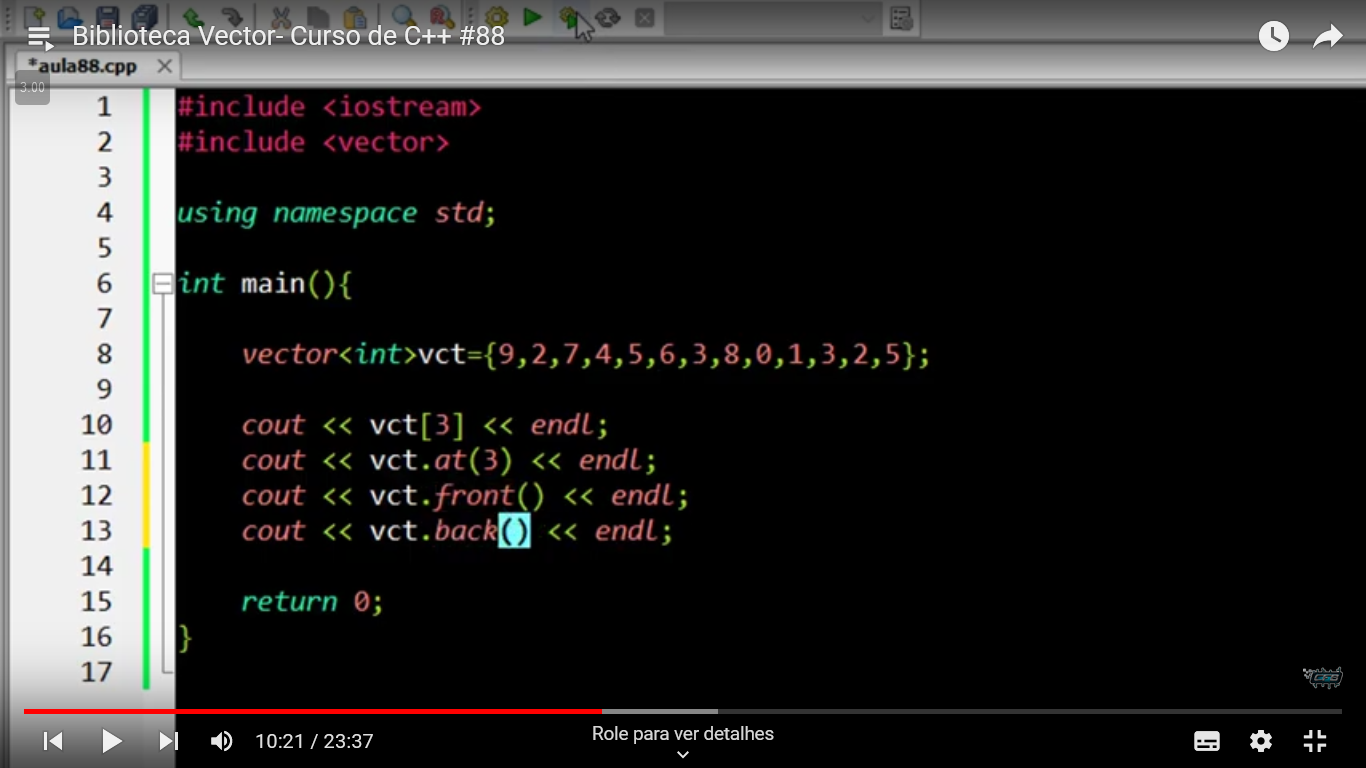 Biblioteca Vector- Curso de C++ #88
*aula88.cpp
3.00
1 #include <iostream>
2 #include <vector>
3
4 using namespace std;
5
6 int main(){
7
8 vector<int>vct={9,2,7,4,5,6,3,8,0,1,3,2,5};
9
10 cout << vct[3] << endl;
11 cout << vct.at(3) << endl;
12 cout << vct.front() << endl;
13 cout << vct.back() << endl;
14
15 return 0;
16 }
17
CFB
10:21 / 23:37
Role para ver detalhes